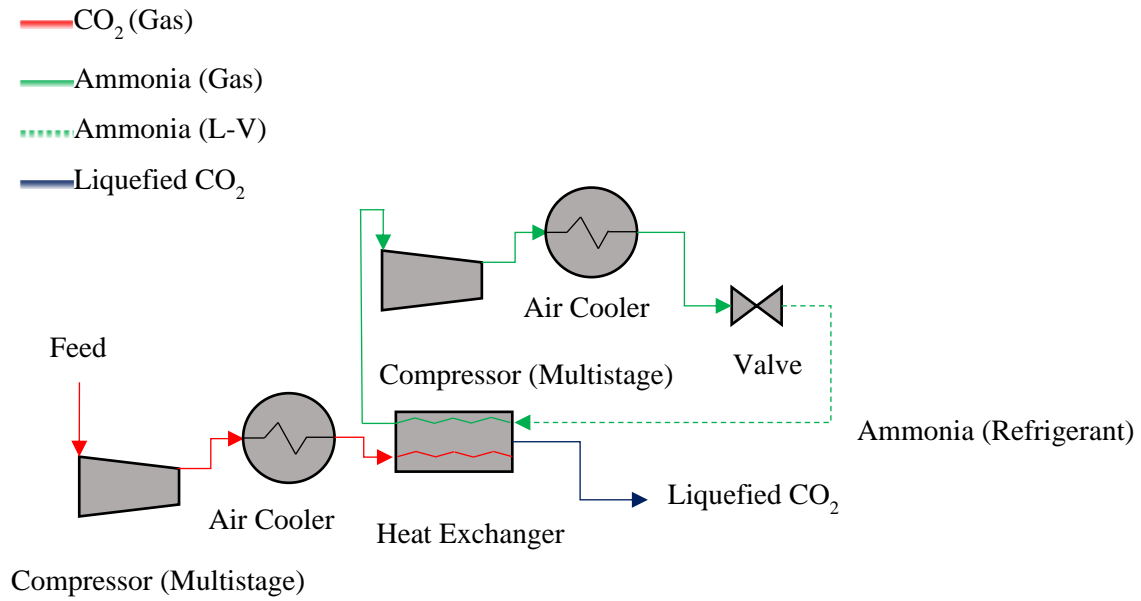 CO₂ (Gas)
Ammonia (Gas)
Ammonia (L-V)
Liquefied CO₂
Air Cooler
Feed
Valve
Compressor (Multistage)
Ammonia (Refrigerant)
Liquefied CO₂
Air Cooler
Heat Exchanger
Compressor (Multistage)